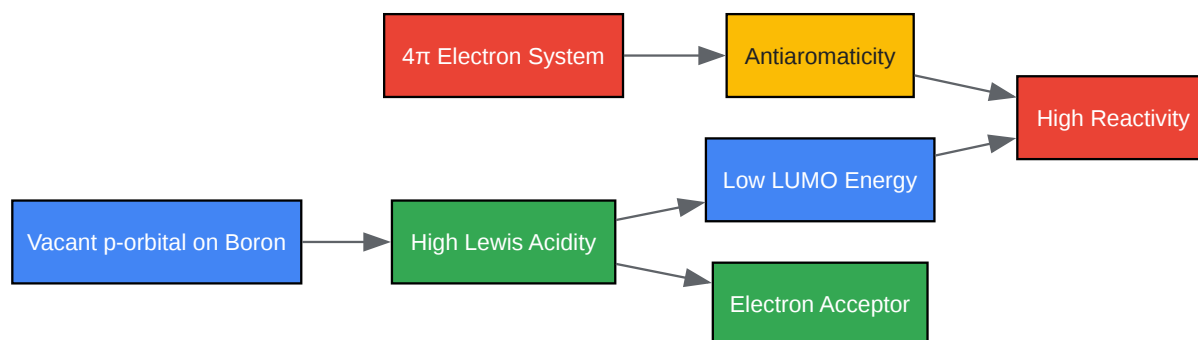 4π Electron System
Antiaromaticity
High Reactivity
Low LUMO Energy
Vacant p-orbital on Boron
High Lewis Acidity
Electron Acceptor